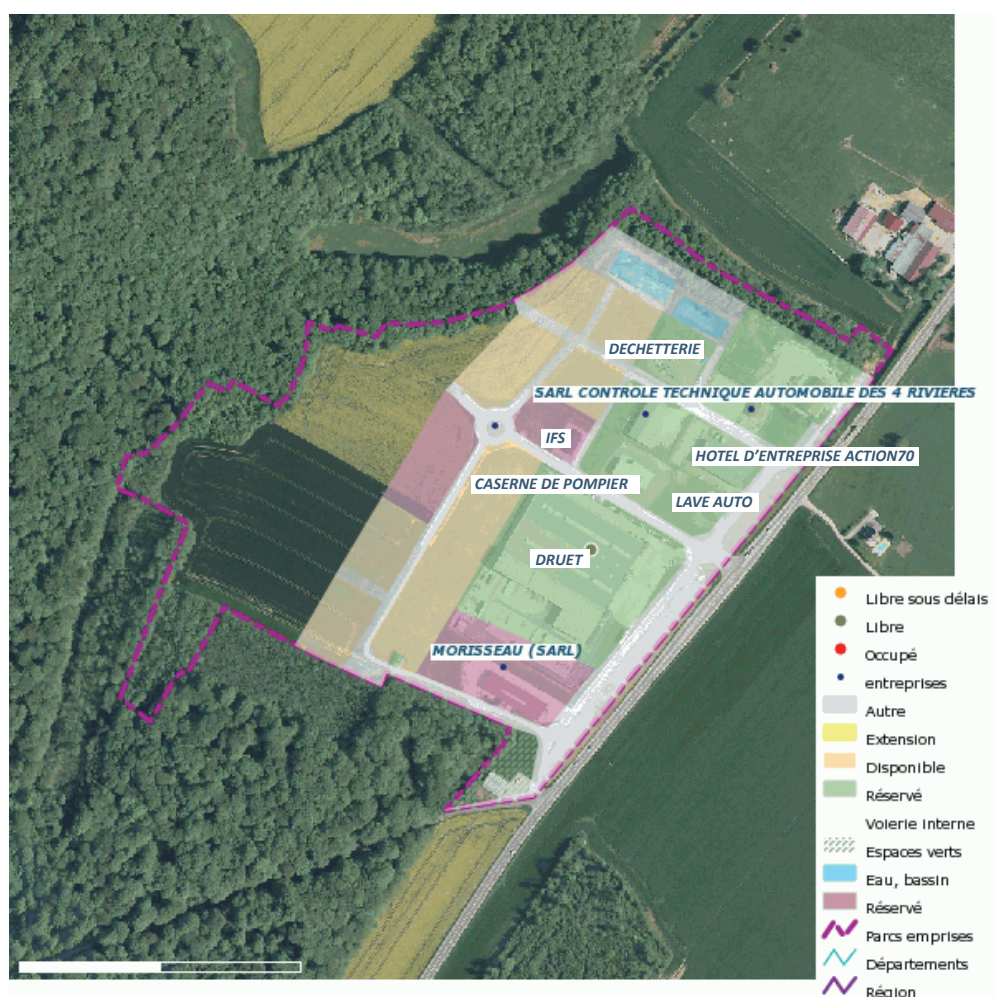 DECHETTERIE
SARL CONTROLE TECHNIQUE AUTOMOBILE DES 4 RIVIERES
IFS
HOTEL D'ENTREPRISE ACTION70
CASERNE DE POMPIER
LAVE AUTO
DRUET
MORISSEAU (SARL)
Libre sous délais
Libre
Occupé
entreprises
Autre
Extension
Disponible
Réservé
Voierie interne
Espaces verts
Eau, bassin
Réservé
Parcs emprises
Départements
Région